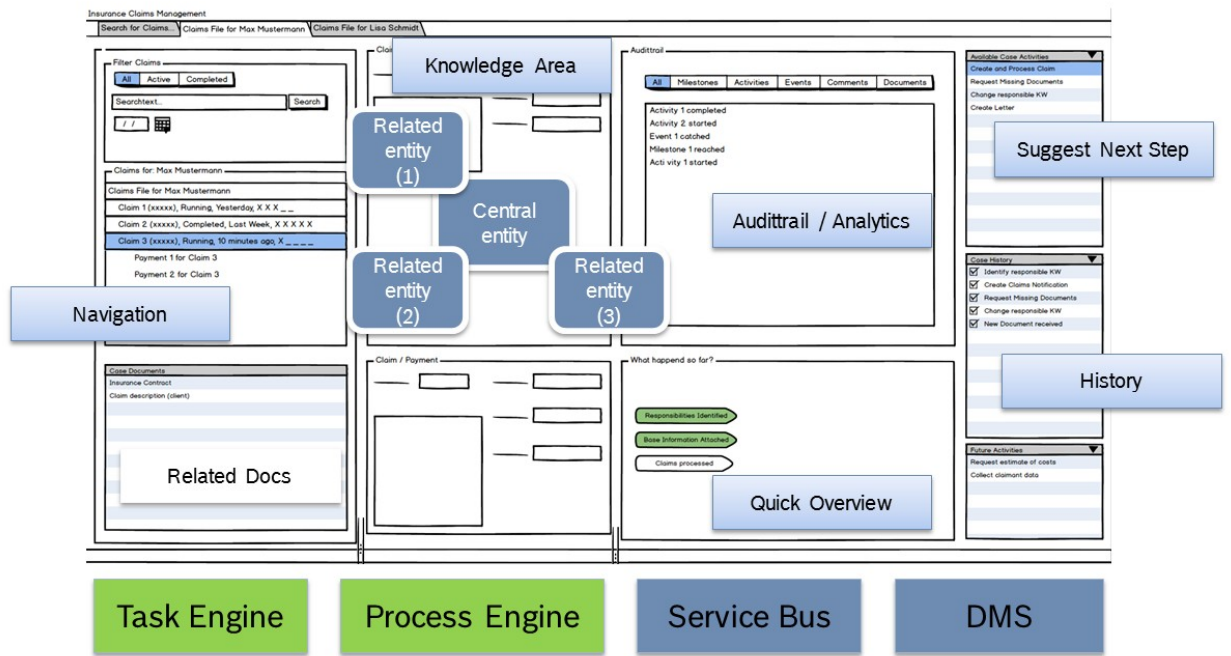 Insurance Claims Management
Search for Claims...
Claims File for Max Mustermann
Claims File for Lisa Schmidt
Filter Claims
All
Active
Completed
Searchtext..
Search
/ /
Claims for: Max Mustermann
Claims File for Max Mustermann
Claim 1 (xxxxx), Running, Yesterday, X X X _ _
Claim 2 (xxxxx), Completed, Last Week, X X X X X
Claim 3 (xxxxx), Running, 10 minutes ago, X _ _ _ _
Payment 1 for Claim 3
Payment 2 for Claim 3
Navigation
Case Documents
Insurance Contract
Claim description (client)
Related Docs
Knowledge Area
Related
entity
(1)
Central
entity
Related
entity
(2)
Related
entity
(3)
Claim / Payment
Audittrail
All
Milestones
Activities
Events
Comments
Documents
Activity 1 completed
Activity 2 started
Event 1 catched
Milestone 1 reached
Acti vity 1 started
Audittrail / Analytics
What happend so far?
Responsibilities Identified
Base Information Attached
Claims processed
Quick Overview
Available Case Activities
Create and Process Claim
Request Missing Documents
Change responsible KW
Create Letter
Suggest Next Step
Case History
Identify responsible KW
Create Claims Notification
Request Missing Documents
Change responsible KW
New Document received
History
Future Activities
Request estimate of costs
Collect claimant data
Task Engine
Process Engine
Service Bus
DMS